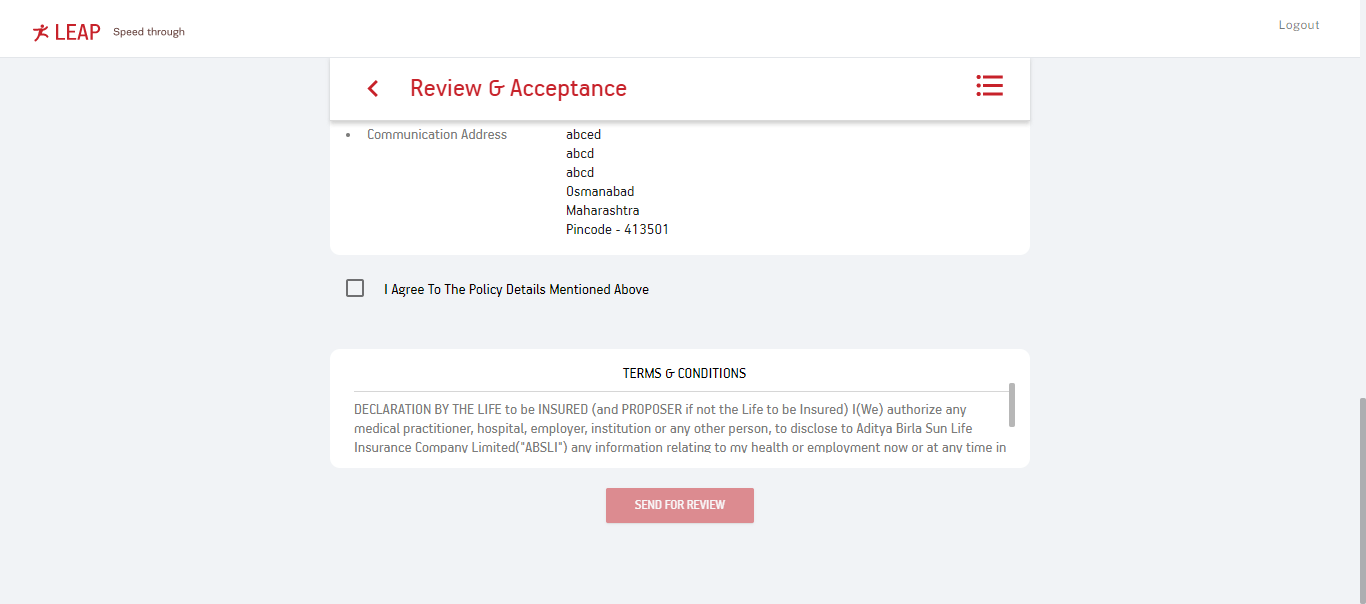 LEAP Speed through
Logout
Review & Acceptance
• Communication Address abced
abcd
abcd
Osmanabad
Maharashtra
Pincode - 413501
I Agree To The Policy Details Mentioned Above
TERMS & CONDITIONS
DECLARATION BY THE LIFE to be INSURED (and PROPOSER if not the Life to be Insured) I(We) authorize any
medical practitioner, hospital, employer, institution or any other person, to disclose to Aditya Birla Sun Life
Insurance Company Limited("ABSLI") any information relating to my health or employment now or at any time in
SEND FOR REVIEW